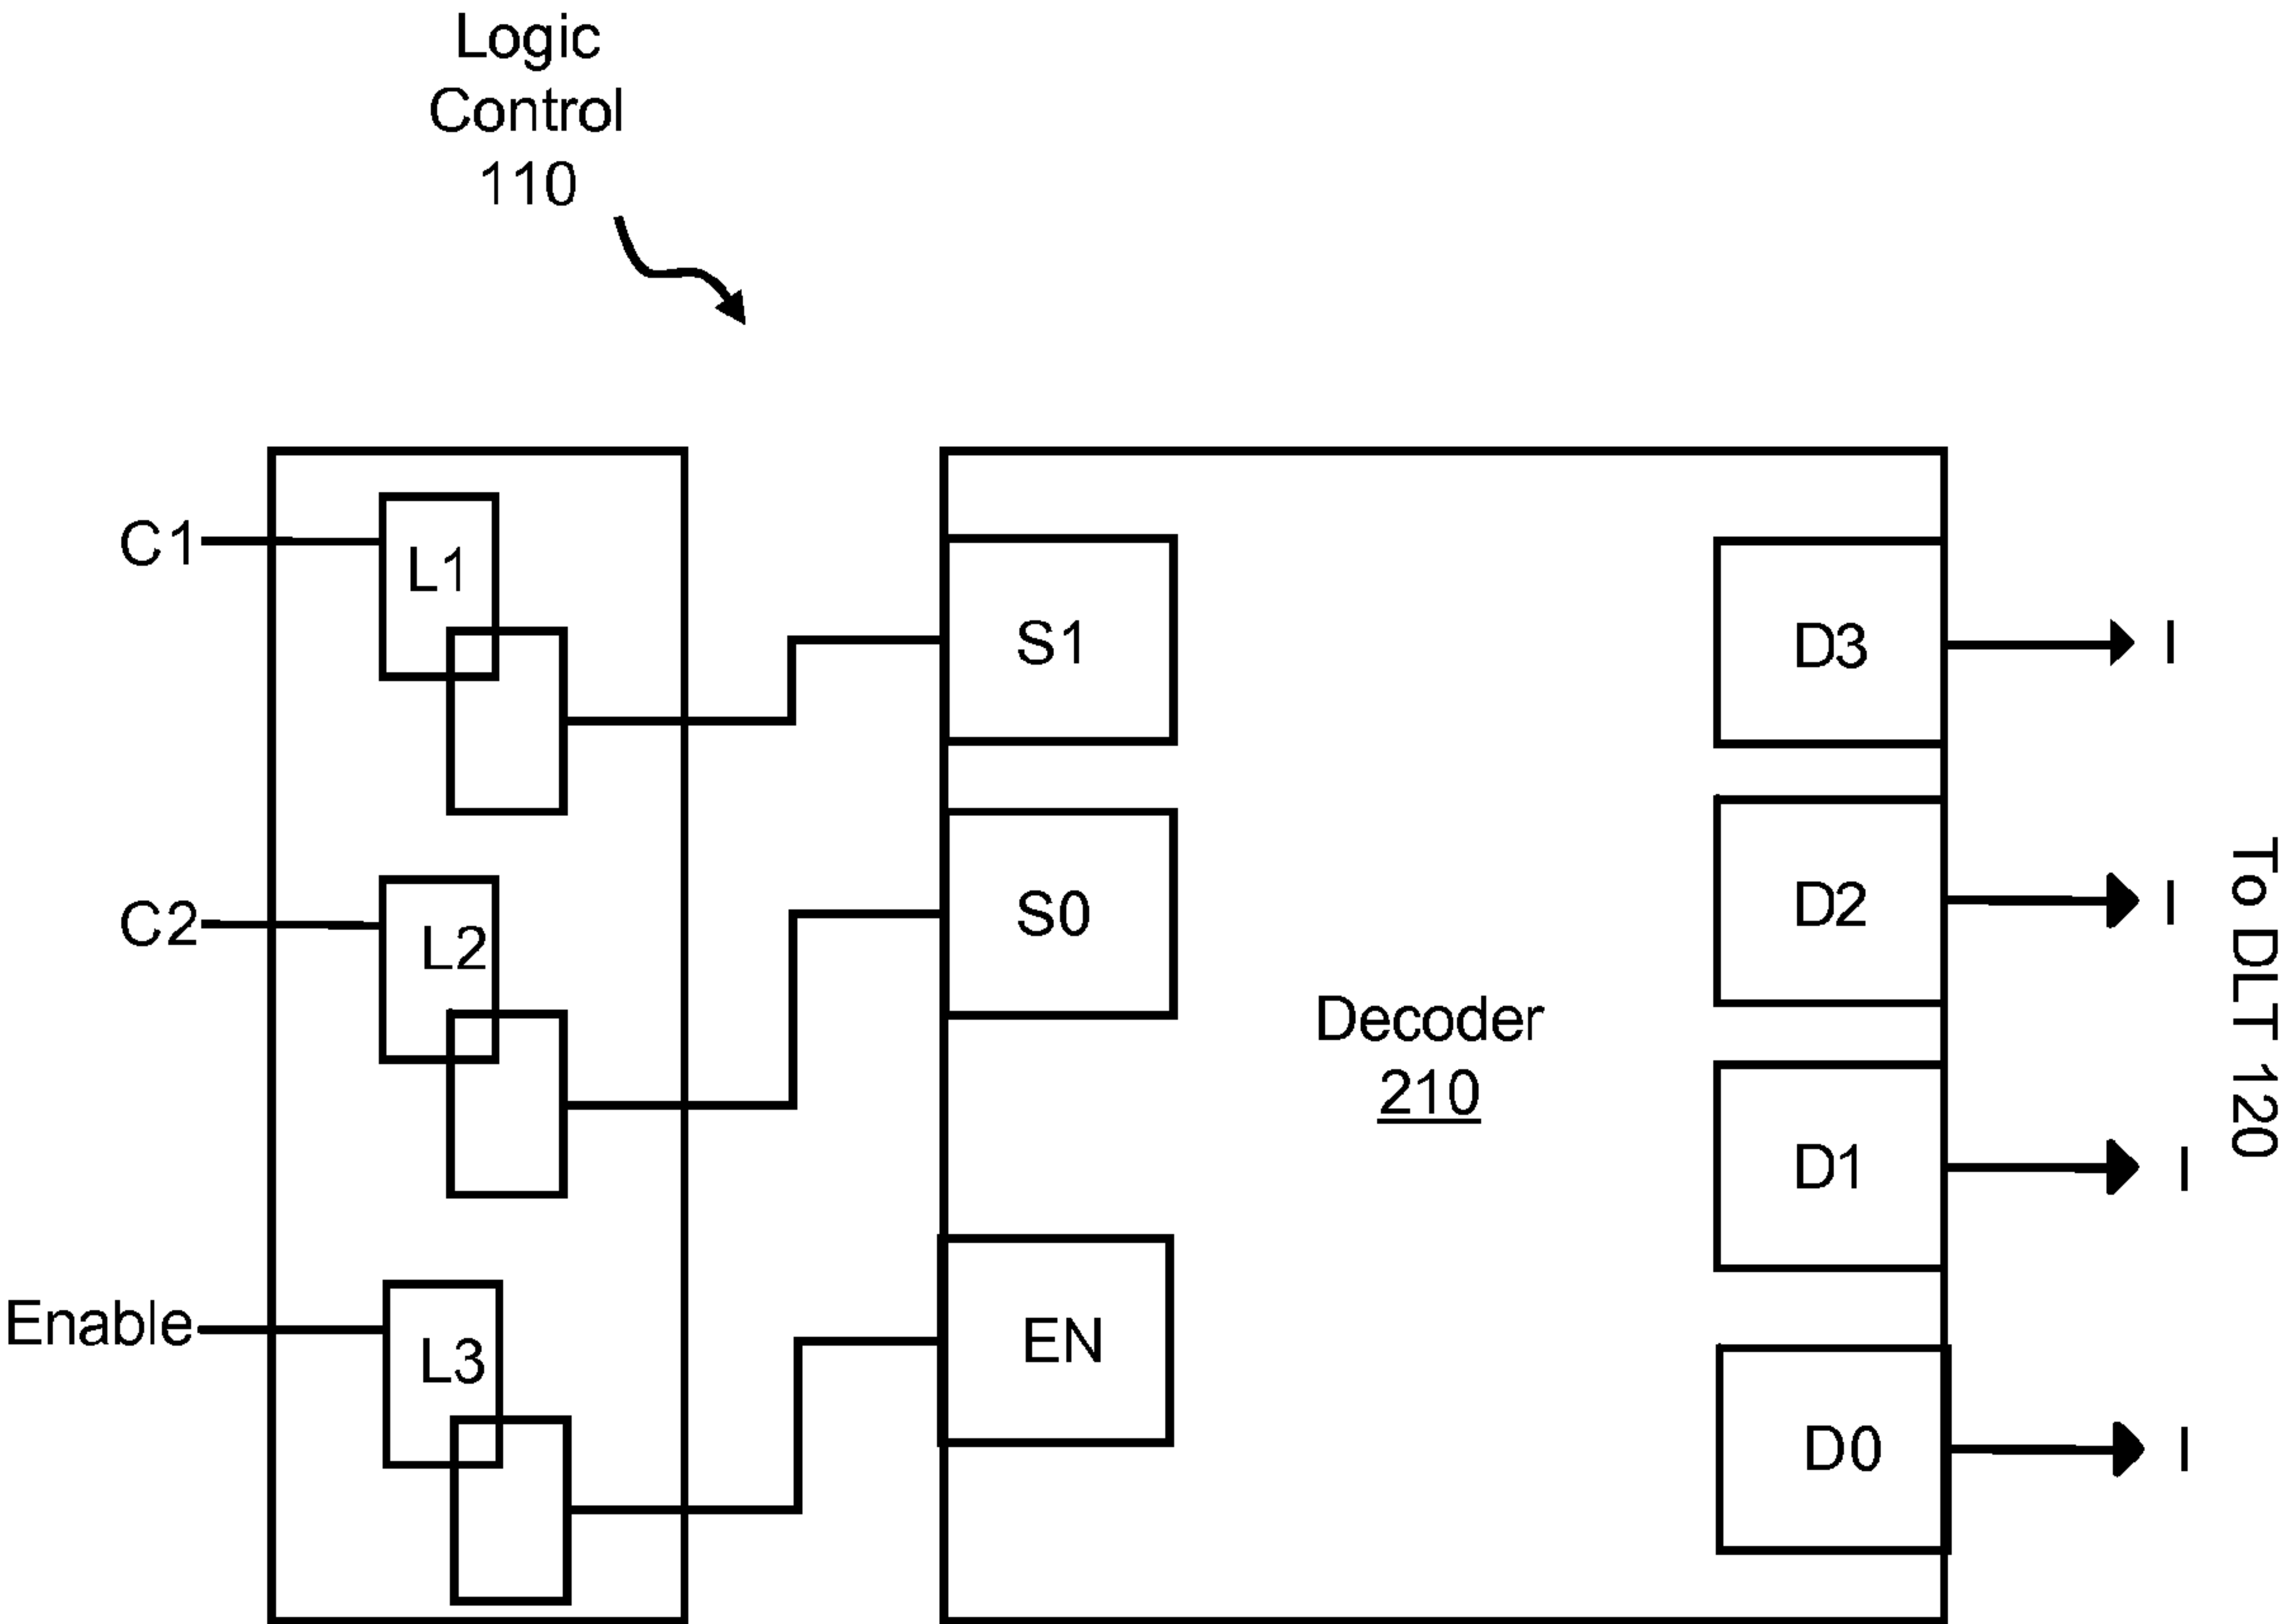 Logic
Control
110
C1
L1
S1
D3
I
C2
L2
S0
D2
I
Decoder
210
To DLT 120
D1
I
Enable
L3
EN
D0
I